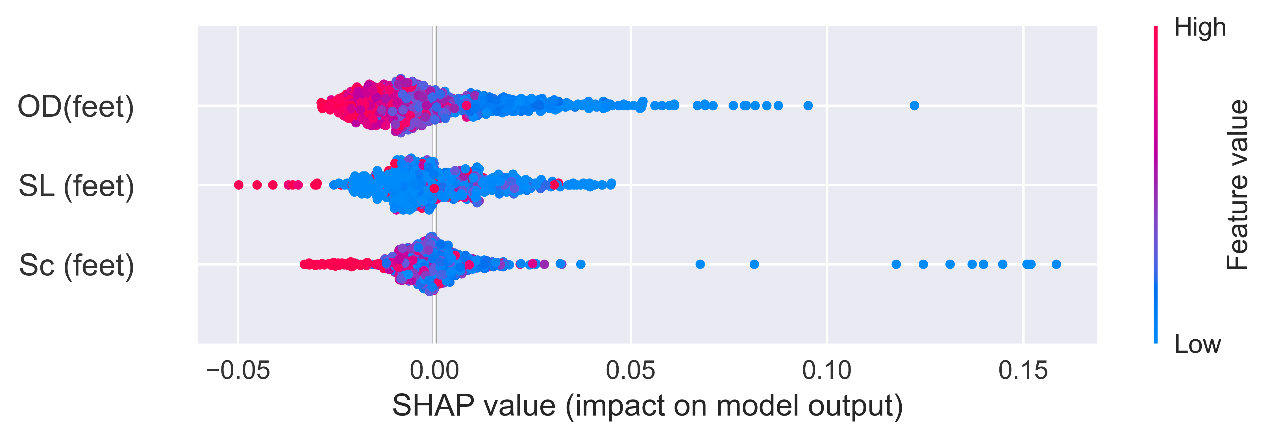 High
OD(feet)
SL (feet)
Sc (feet)
Feature value
Low
−0.05 0.00 0.05 0.10 0.15
SHAP value (impact on model output)